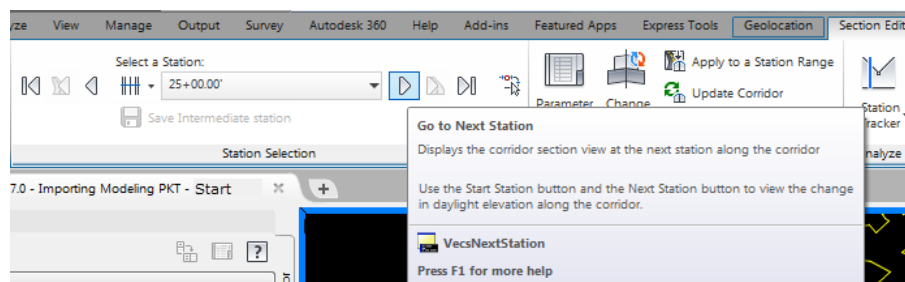 yze View Manage Output Survey Autodesk 360 Help Add-ins Featured Apps Express Tools Geolocation Section Edit
Select a Station:
25+00.00'
Save Intermediate station
Station Selection
Parameter Change
Apply to a Station Range
Update Corridor
Station
Tracker
nalyze
Go to Next Station
Displays the corridor section view at the next station along the corridor
Use the Start Station button and the Next Station button to view the change
in daylight elevation along the corridor.
VecsNextStation
Press F1 for more help
7.0 - Importing Modeling PKT - Start